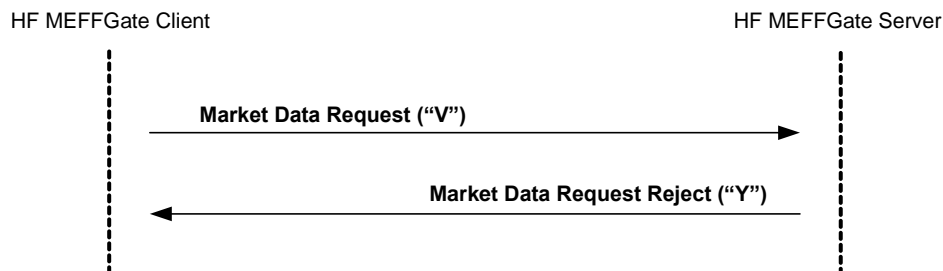 HF MEFFGate Client
HF MEFFGate Server
Market Data Request (“V”)
Market Data Request Reject (“Y”)